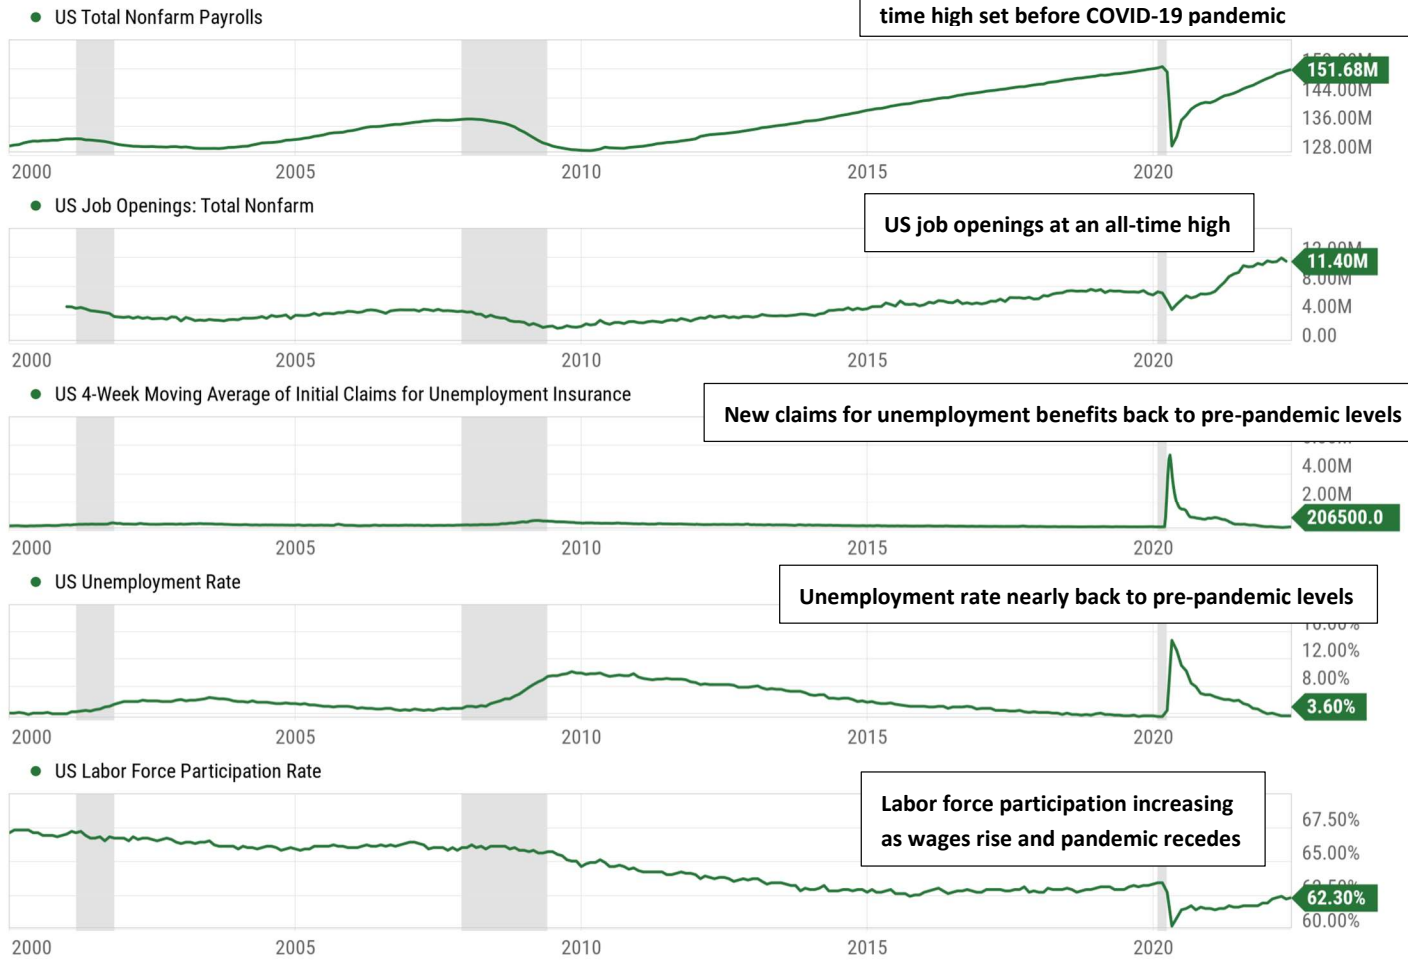 US Total Nonfarm Payrolls
time high set before COVID-19 pandemic
151.68M
144.00M
136.00M
128.00M
2000 2005 2010 2015 2020
US Job Openings: Total Nonfarm
US job openings at an all-time high
12.00M
11.40M
8.00M
4.00M
0.00
2000 2005 2010 2015 2020
US 4-Week Moving Average of Initial Claims for Unemployment Insurance
New claims for unemployment benefits back to pre-pandemic levels
4.00M
2.00M
206500.0
2000 2005 2010 2015 2020
US Unemployment Rate
Unemployment rate nearly back to pre-pandemic levels
16.00%
12.00%
8.00%
3.60%
2000 2005 2010 2015 2020
US Labor Force Participation Rate
Labor force participation increasing
as wages rise and pandemic recedes
67.50%
65.00%
62.50%
62.30%
60.00%
2000 2005 2010 2015 2020